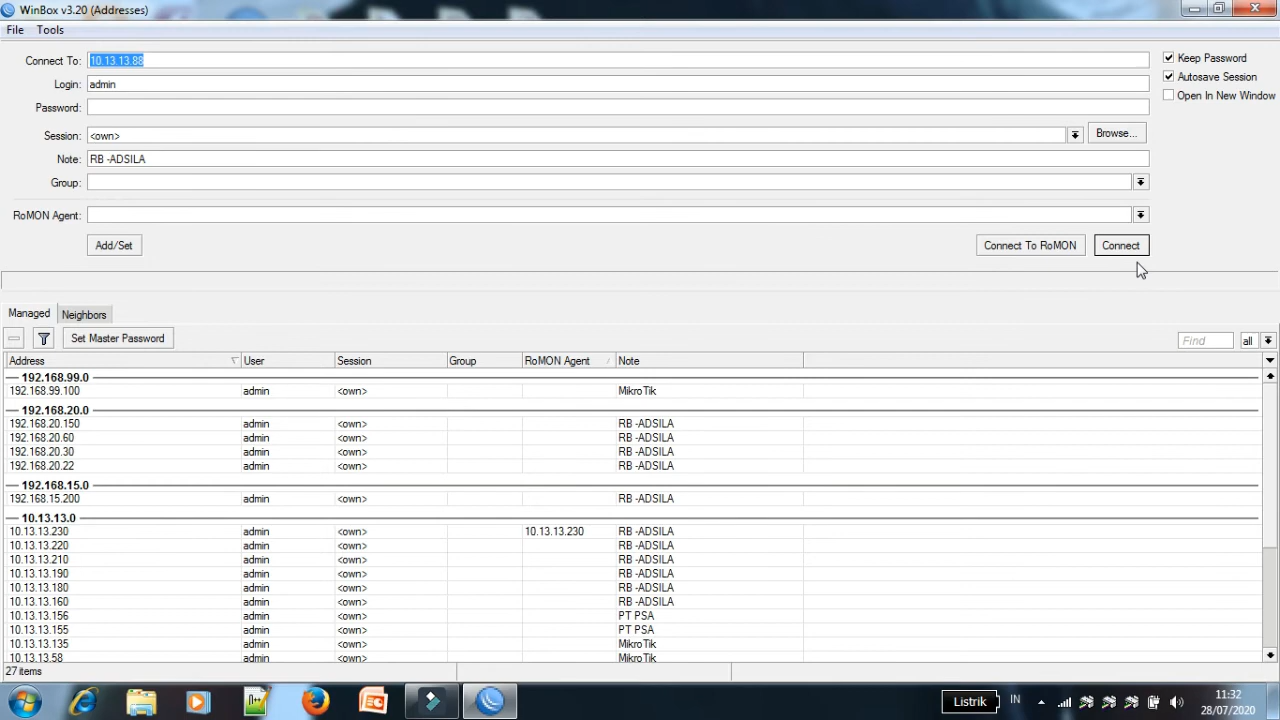 WinBox v3.20 (Addresses)
File Tools
Connect To: 10.13.13.88
Keep Password
Login: admin
Autosave Session
Password:
Open In New Window
Session: <own> Browse...
Note: RB -ADSILA
Group:
RoMON Agent:
Add/Set Connect To RoMON Connect
Managed Neighbors
Set Master Password Find all
Address User Session Group RoMON Agent Note
192.168.99.0
192.168.99.100 admin <own> MikroTik
192.168.20.0
192.168.20.150 admin <own> RB -ADSILA
192.168.20.60 admin <own> RB -ADSILA
192.168.20.30 admin <own> RB -ADSILA
192.168.20.22 admin <own> RB -ADSILA
192.168.15.0
192.168.15.200 admin <own> RB -ADSILA
10.13.13.0
10.13.13.230 admin <own> 10.13.13.230 RB -ADSILA
10.13.13.220 admin <own> RB -ADSILA
10.13.13.210 admin <own> RB -ADSILA
10.13.13.190 admin <own> RB -ADSILA
10.13.13.180 admin <own> RB -ADSILA
10.13.13.160 admin <own> RB -ADSILA
10.13.13.156 admin <own> PT PSA
10.13.13.155 admin <own> PT PSA
10.13.13.135 admin <own> MikroTik
10.13.13.58 admin <own> MikroTik
27 items
Listrik IN 11:32
28/07/2020